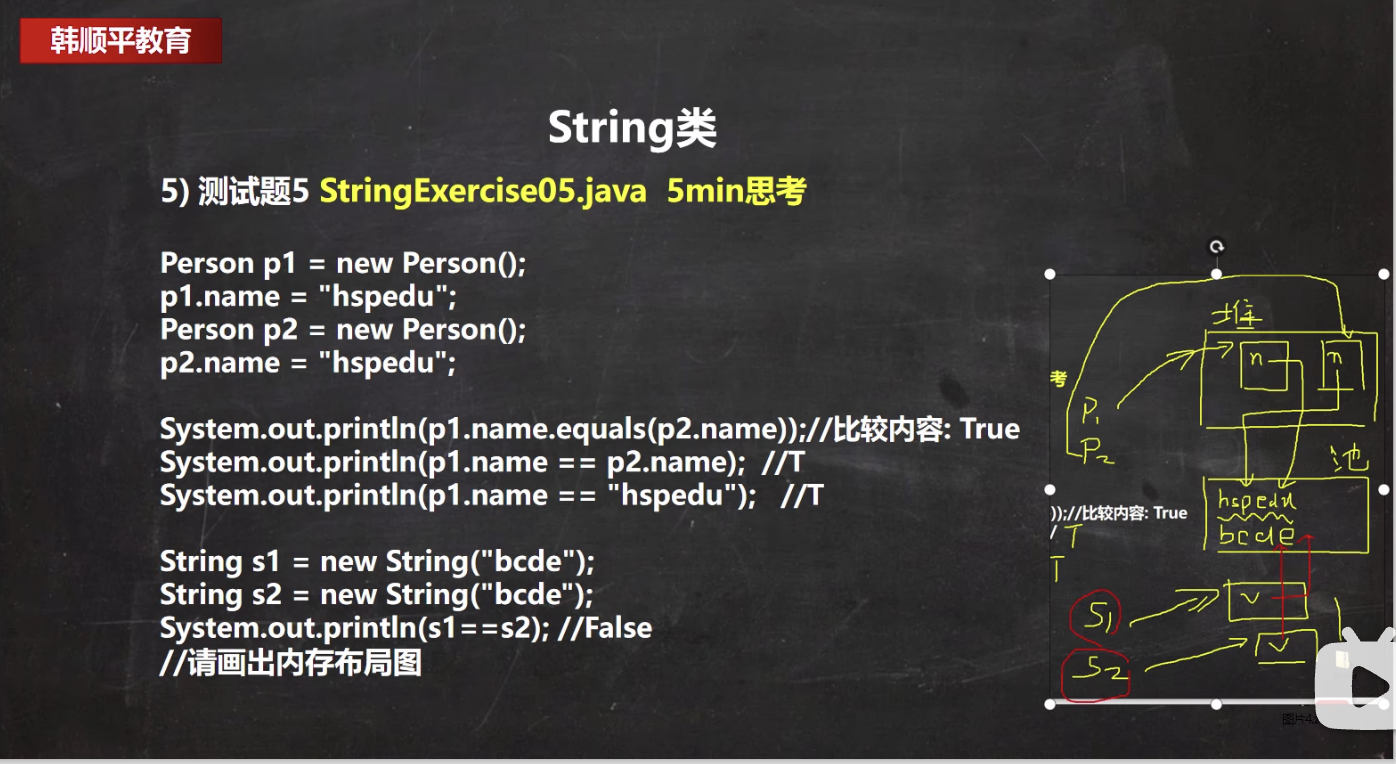 韩顺平教育
String类
5) 测试题5 StringExercise05.java 5min思考
Person p1 = new Person();
p1.name = "hspedu";
Person p2 = new Person();
p2.name = "hspedu";
System.out.println(p1.name.equals(p2.name));//比较内容: True
System.out.println(p1.name == p2.name); //T
System.out.println(p1.name == "hspedu"); //T
String s1 = new String("bcde");
String s2 = new String("bcde");
System.out.println(s1==s2); //False
//请画出内存布局图
堆
n n
考
P1
P2
池
hspedu
));//比较内容: True
/ T
bcde
T
S1
v
S2
v